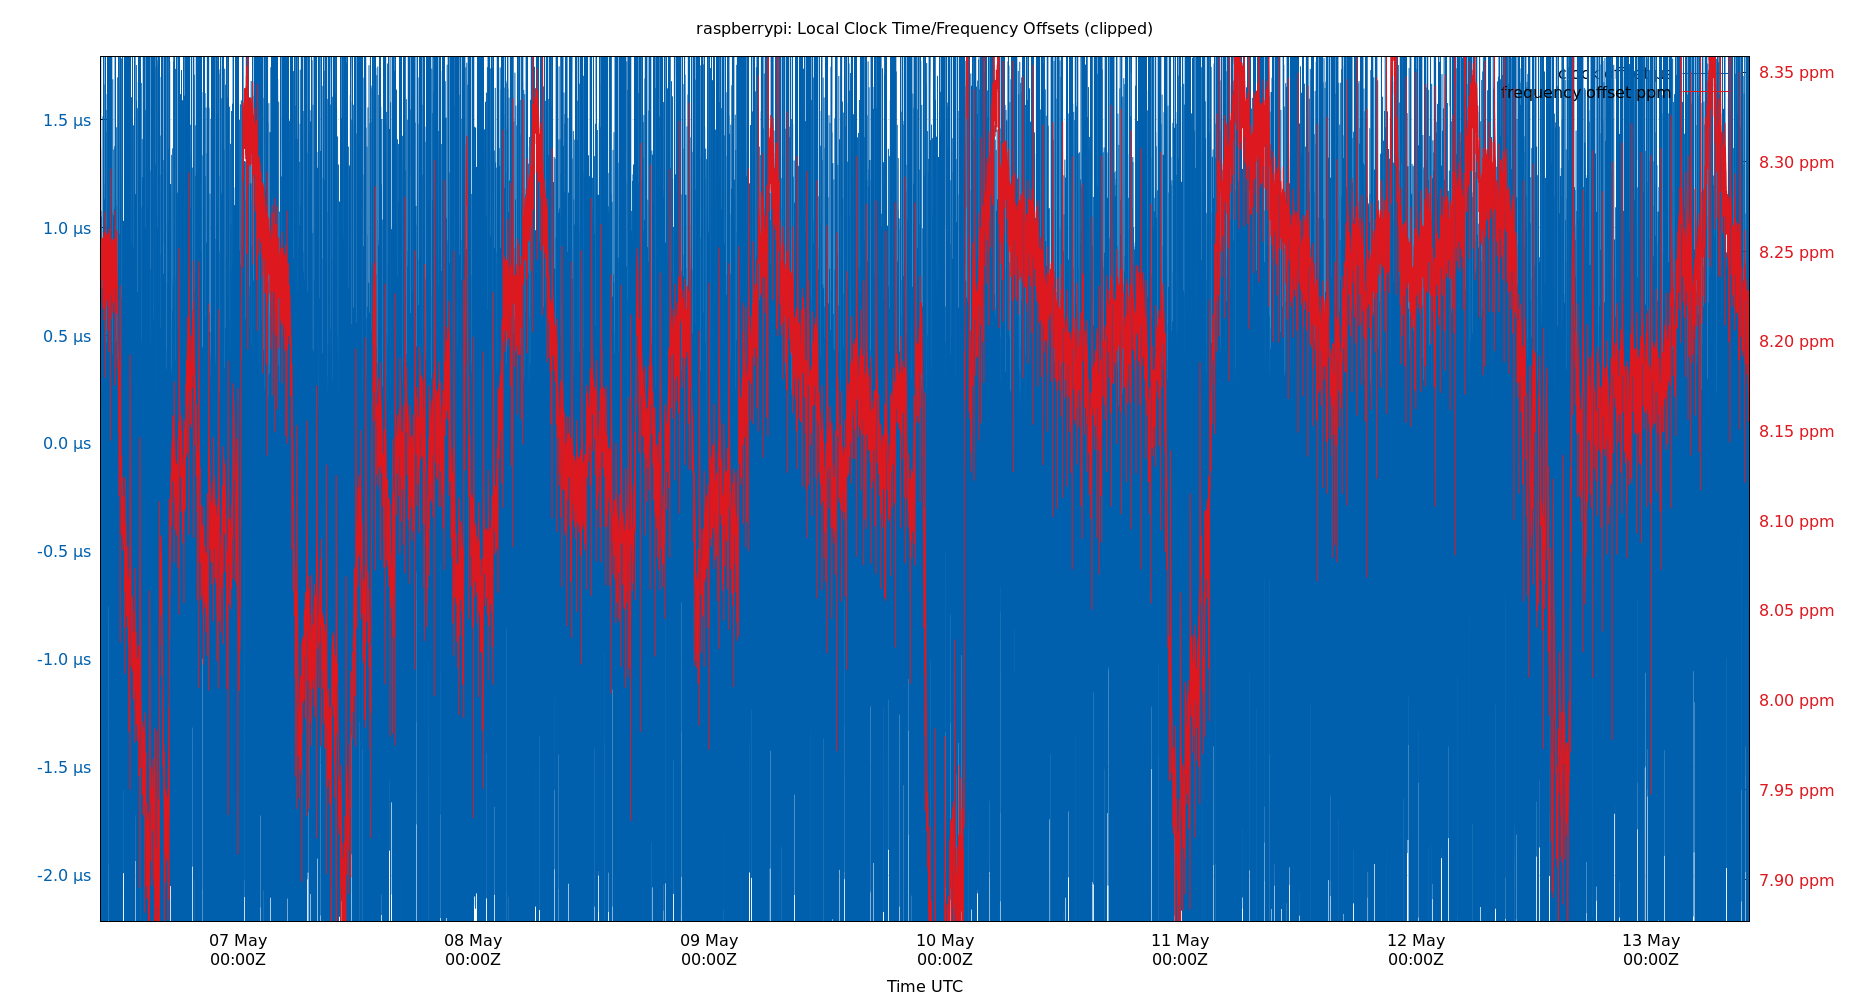 raspberrypi: Local Clock Time/Frequency Offsets (clipped)
clock offset µs
frequency offset ppm
1.5 µs
1.0 µs
0.5 µs
0.0 µs
-0.5 µs
-1.0 µs
-1.5 µs
-2.0 µs
8.35 ppm
8.30 ppm
8.25 ppm
8.20 ppm
8.15 ppm
8.10 ppm
8.05 ppm
8.00 ppm
7.95 ppm
7.90 ppm
07 May
00:00Z
08 May
00:00Z
09 May
00:00Z
10 May
00:00Z
11 May
00:00Z
12 May
00:00Z
13 May
00:00Z
Time UTC